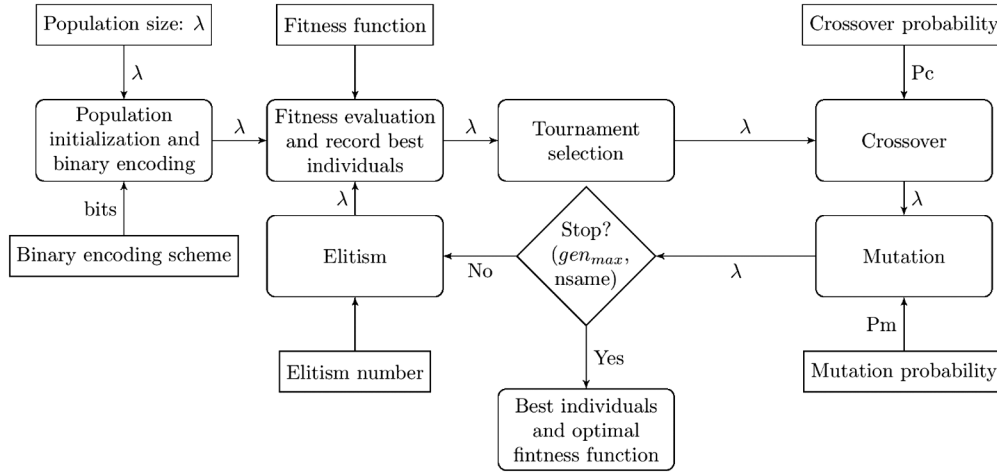 Population size: λ
Fitness function
Crossover probability
λ
Pc
Population
initialization and
binary encoding
λ
Fitness evaluation
and record best
individuals
λ
Tournament
selection
λ
Crossover
bits
λ
λ
Binary encoding scheme
Elitism
No
Stop?
(gen_max,
nsame)
λ
Mutation
Pm
Elitism number
Yes
Mutation probability
Best individuals
and optimal
fintness function